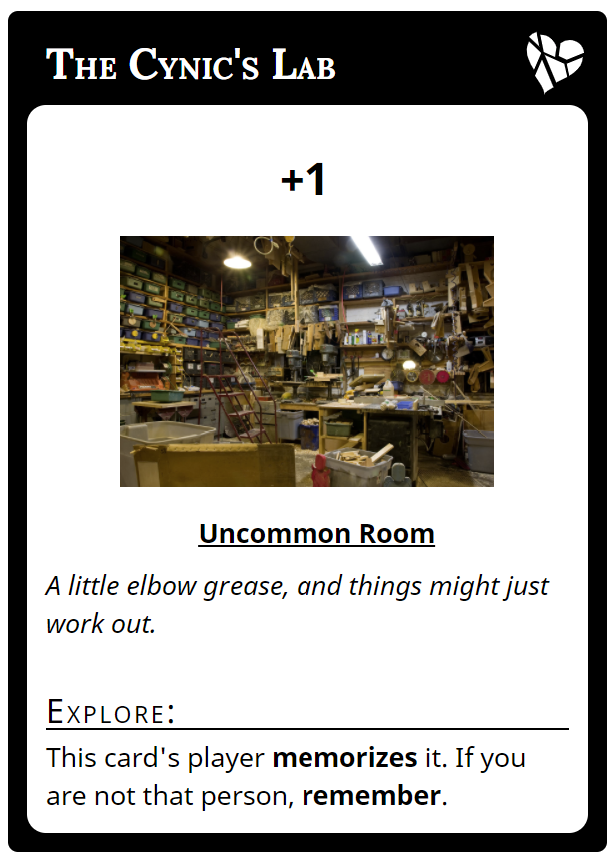 The Cynic's Lab
+1
Uncommon Room
A little elbow grease, and things might just
work out.
Explore:
This card's player memorizes it. If you
are not that person, remember.